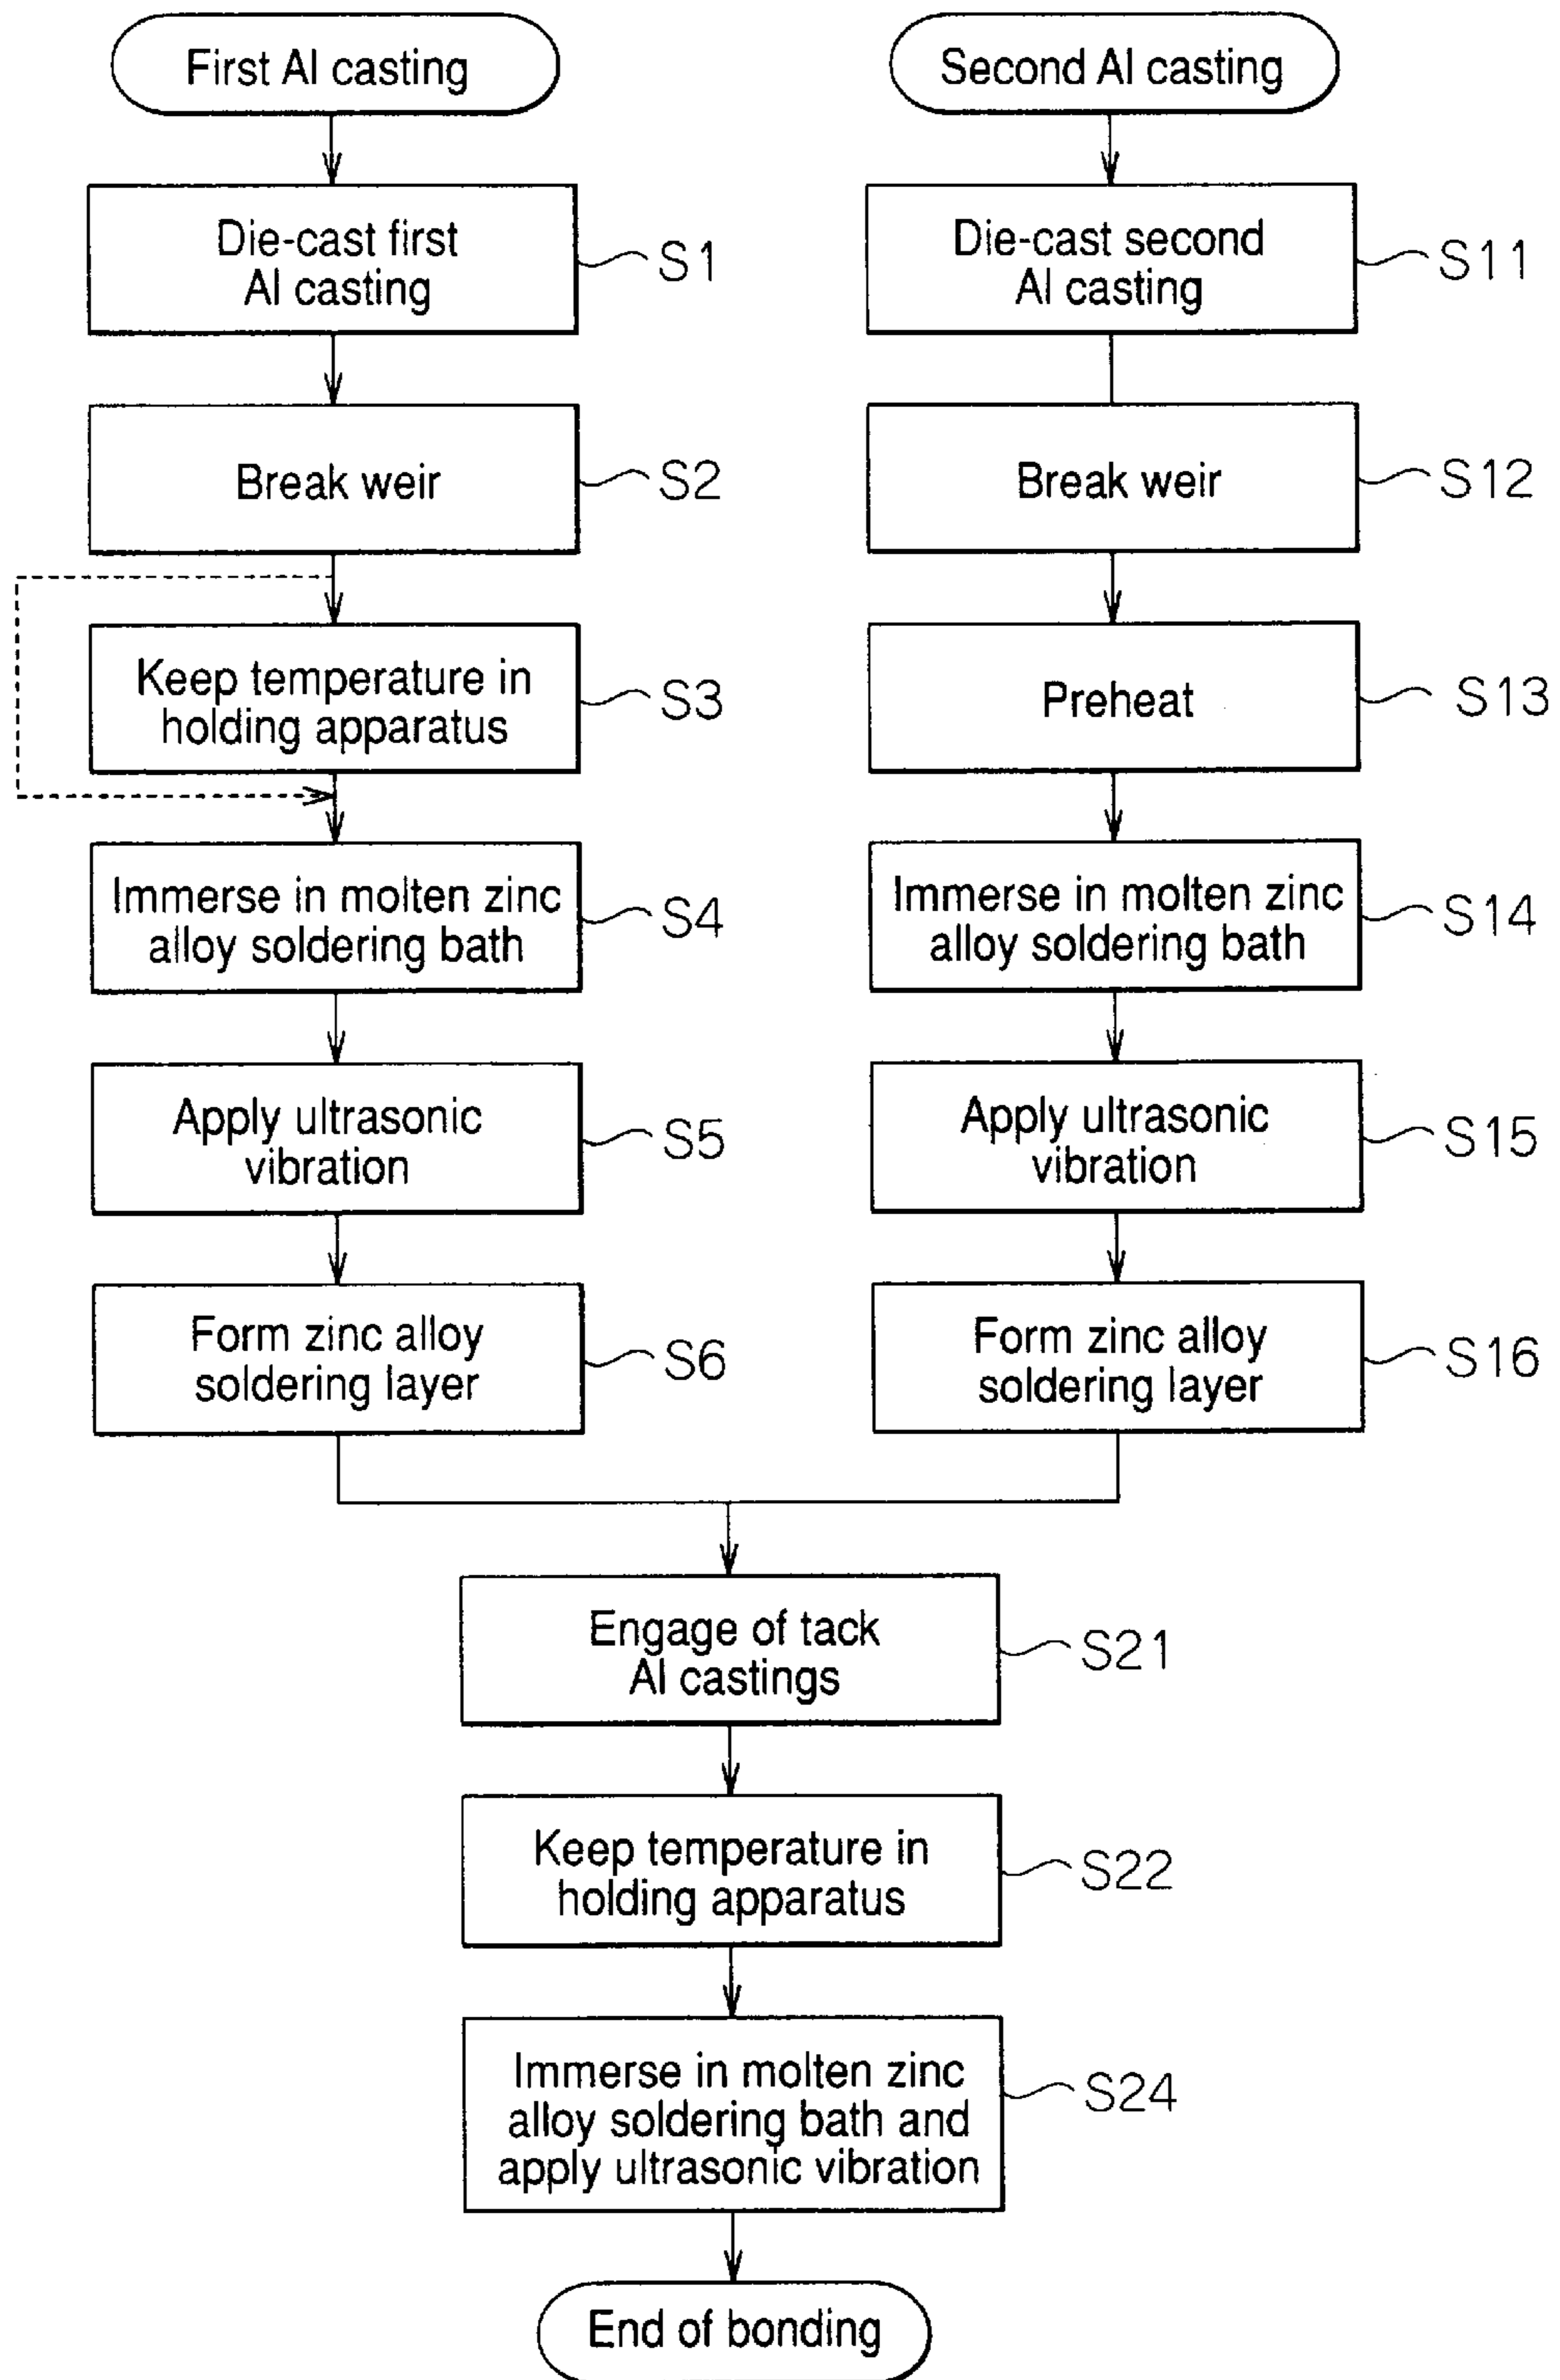 First Al casting
Die-cast first
Al casting
S1
Break weir
S2
Keep temperature in
holding apparatus
S3
Immerse in molten zinc
alloy soldering bath
S4
Apply ultrasonic
vibration
S5
Form zinc alloy
soldering layer
S6
Second Al casting
Die-cast second
Al casting
S11
Break weir
S12
Preheat
S13
Immerse in molten zinc
alloy soldering bath
S14
Apply ultrasonic
vibration
S15
Form zinc alloy
soldering layer
S16
Engage of tack
Al castings
S21
Keep temperature in
holding apparatus
S22
Immerse in molten zinc
alloy soldering bath and
apply ultrasonic vibration
S24
End of bonding